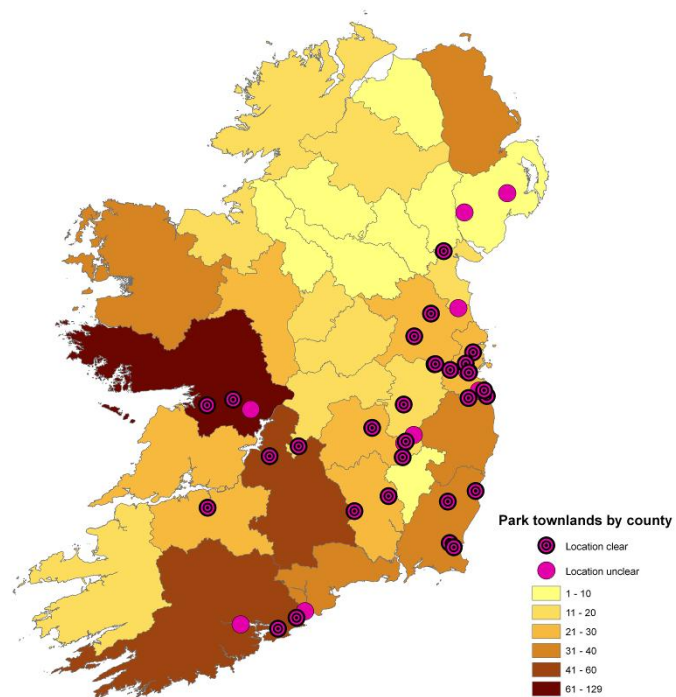 Park townlands by county
Location clear
Location unclear
1 - 10
11 - 20
21 - 30
31 - 40
41 - 60
61 - 129